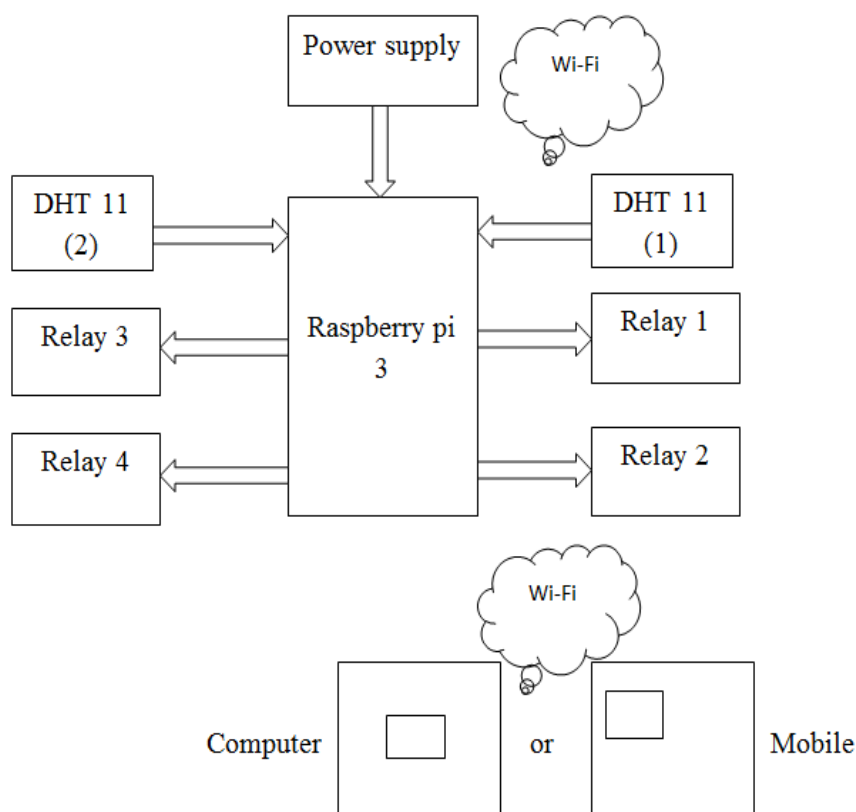 Power supply
Wi-Fi
DHT 11
(2)
DHT 11
(1)
Relay 3
Raspberry pi
3
Relay 1
Relay 4
Relay 2
Wi-Fi
Computer
or
Mobile